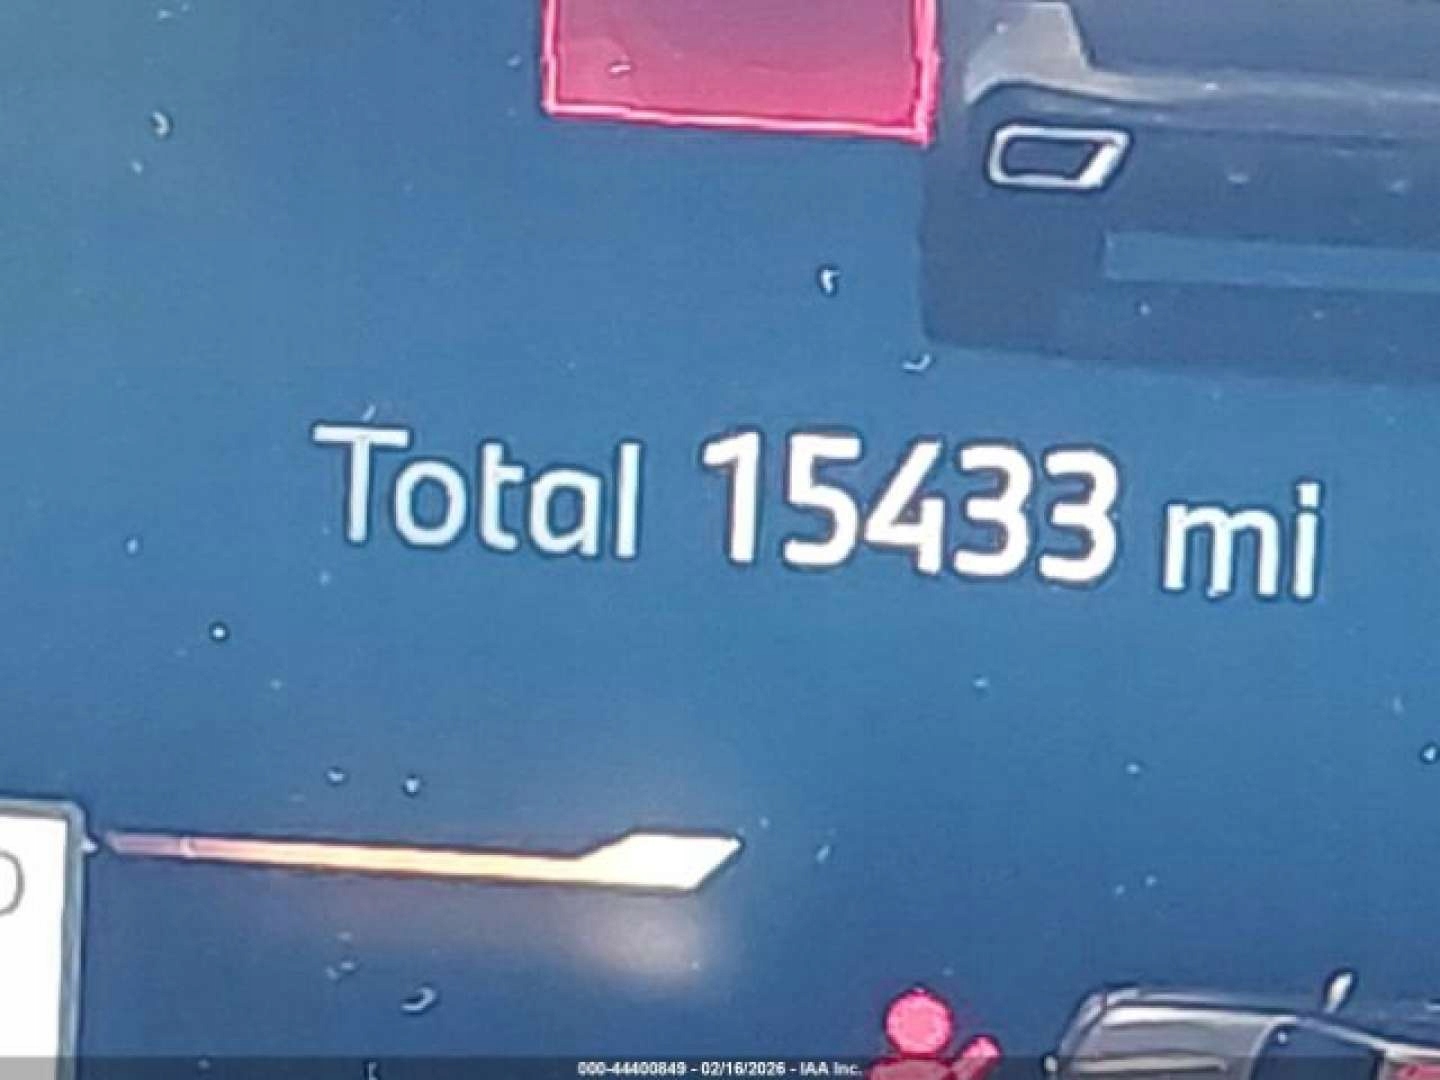 Total 15433 mi
000-44400849 - 02/16/2026 - IAA Inc.